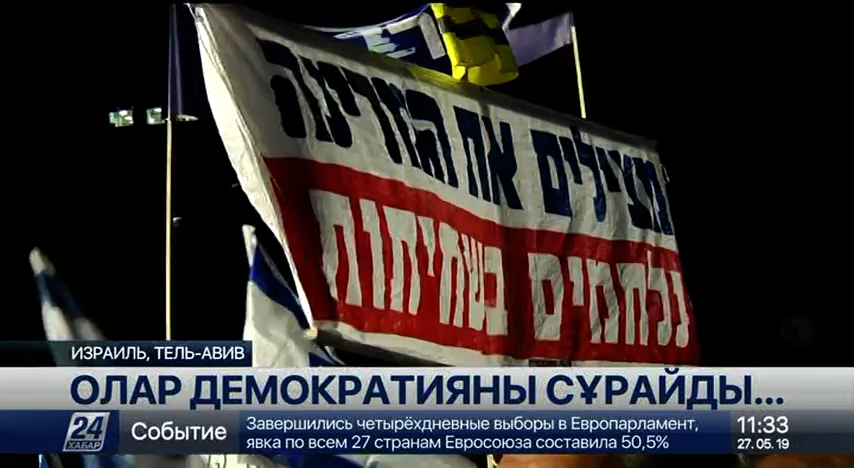 מצילים את המדינה
נלחמים בשחיתות
ИЗРАИЛЬ, ТЕЛЬ-АВИВ
ОЛАР ДЕМОКРАТИЯНЫ СҰРАЙДЫ...
24
ХАБАР
Событие
Завершились четырёхдневные выборы в Европарламент,
явка по всем 27 странам Евросоюза составила 50,5%
11:33
27.05.19